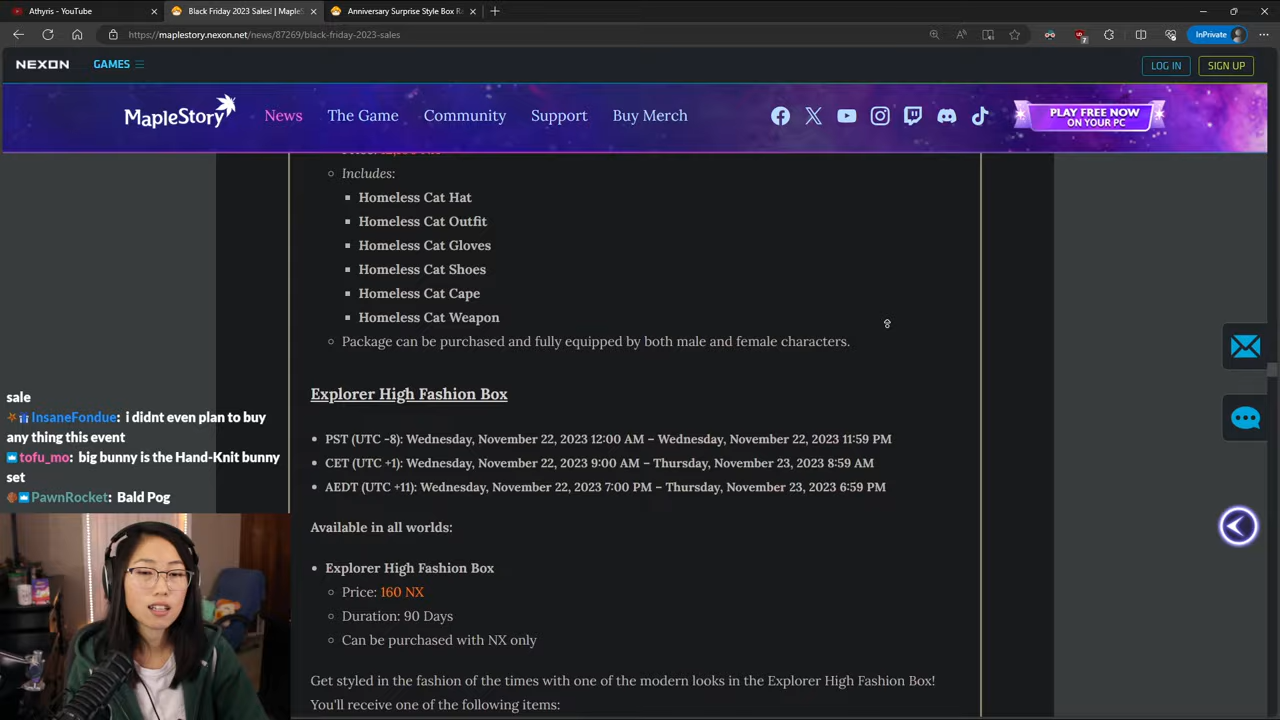 Athyris - YouTube
Black Friday 2023 Sales! | MapleS
Anniversary Surprise Style Box R
InPrivate
https://maplestory.nexon.net/news/87269/black-friday-2023-sales
7
NEXON
GAMES
LOG IN
SIGN UP
MapleStory
News
The Game
Community
Support
Buy Merch
PLAY FREE NOW
ON YOUR PC
Includes:
Homeless Cat Hat
Homeless Cat Outfit
Homeless Cat Gloves
Homeless Cat Shoes
Homeless Cat Cape
Homeless Cat Weapon
Package can be purchased and fully equipped by both male and female characters.
Explorer High Fashion Box
PST (UTC -8): Wednesday, November 22, 2023 12:00 AM – Wednesday, November 22, 2023 11:59 PM
CET (UTC +1): Wednesday, November 22, 2023 9:00 AM – Thursday, November 23, 2023 8:59 AM
AEDT (UTC +11): Wednesday, November 22, 2023 7:00 PM – Thursday, November 23, 2023 6:59 PM
Available in all worlds:
Explorer High Fashion Box
Price: 160 NX
Duration: 90 Days
Can be purchased with NX only
Get styled in the fashion of the times with one of the modern looks in the Explorer High Fashion Box!
You'll receive one of the following items:
sale
InsaneFondue: i didnt even plan to buy
any thing this event
tofu_mo: big bunny is the Hand-Knit bunny
set
PawnRocket: Bald Pog